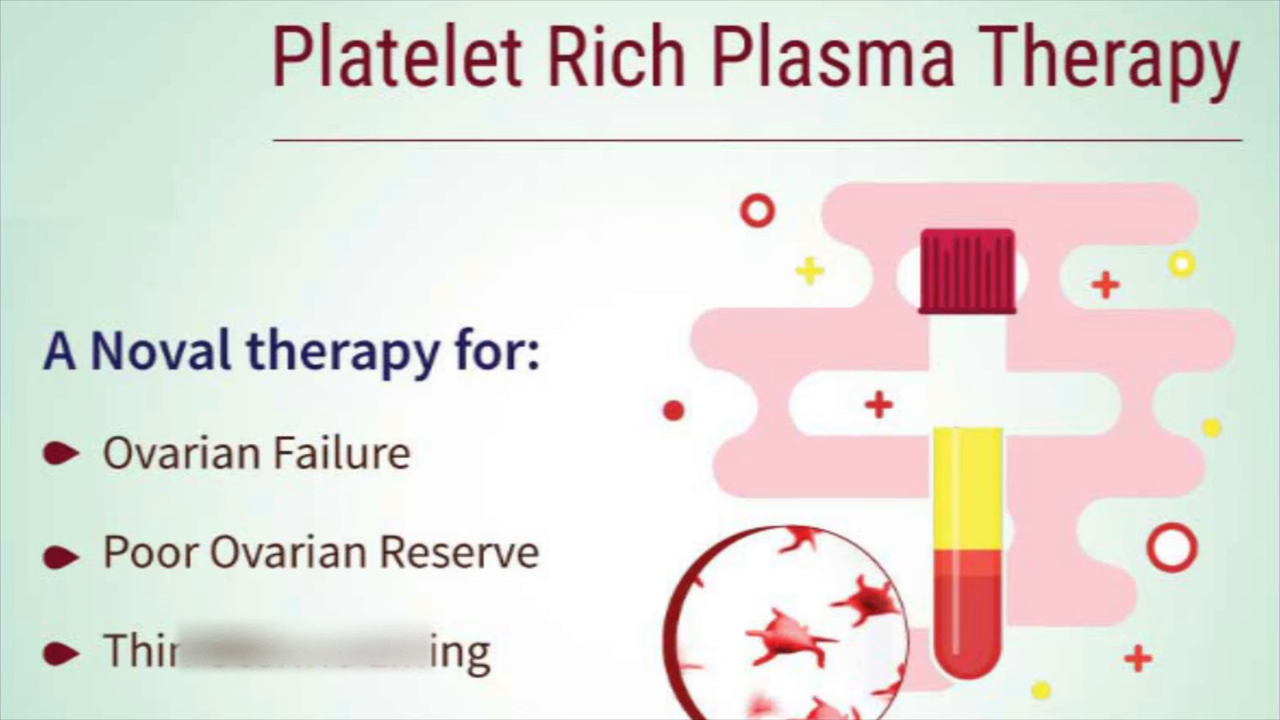 Platelet Rich Plasma Therapy
A Noval therapy for:
Ovarian Failure
Poor Ovarian Reserve